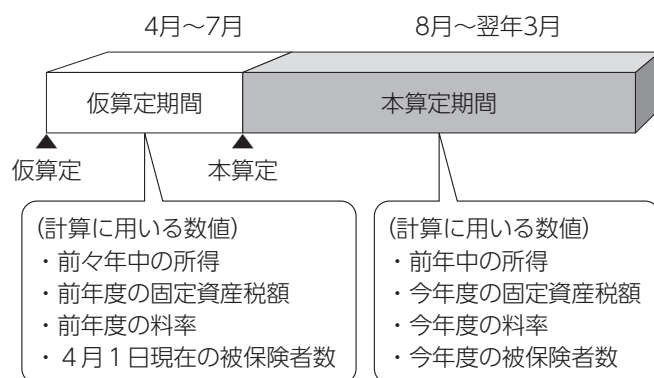 4月～7月
8月～翌年3月
仮算定期間
本算定期間
仮算定
本算定
(計算に用いる数値)
・前々年中の所得
・前年度の固定資産税額
・前年度の料率
・４月１日現在の被保険者数
(計算に用いる数値)
・前年中の所得
・今年度の固定資産税額
・今年度の料率
・今年度の被保険者数